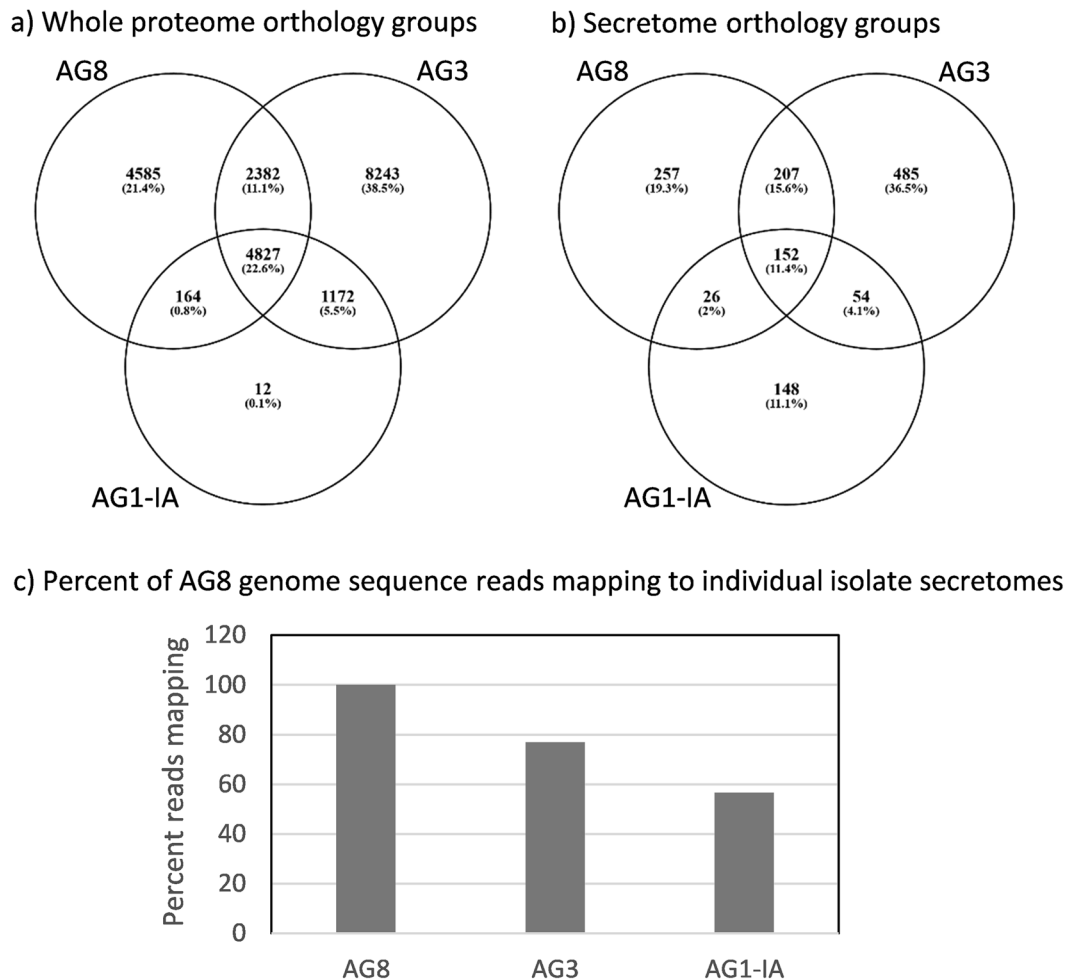 a) Whole proteome orthology groups
AG8
AG3
4585
(21.4%)
2382
(11.1%)
8243
(38.5%)
4827
(22.6%)
164
(0.8%)
1172
(5.5%)
12
(0.1%)
AG1-IA
b) Secretome orthology groups
AG8
AG3
257
(19.3%)
207
(15.6%)
485
(36.5%)
152
(11.4%)
26
(2%)
54
(4.1%)
148
(11.1%)
AG1-IA
c) Percent of AG8 genome sequence reads mapping to individual isolate secretomes
Percent reads mapping
120
100
80
60
40
20
0
AG8
AG3
AG1-IA